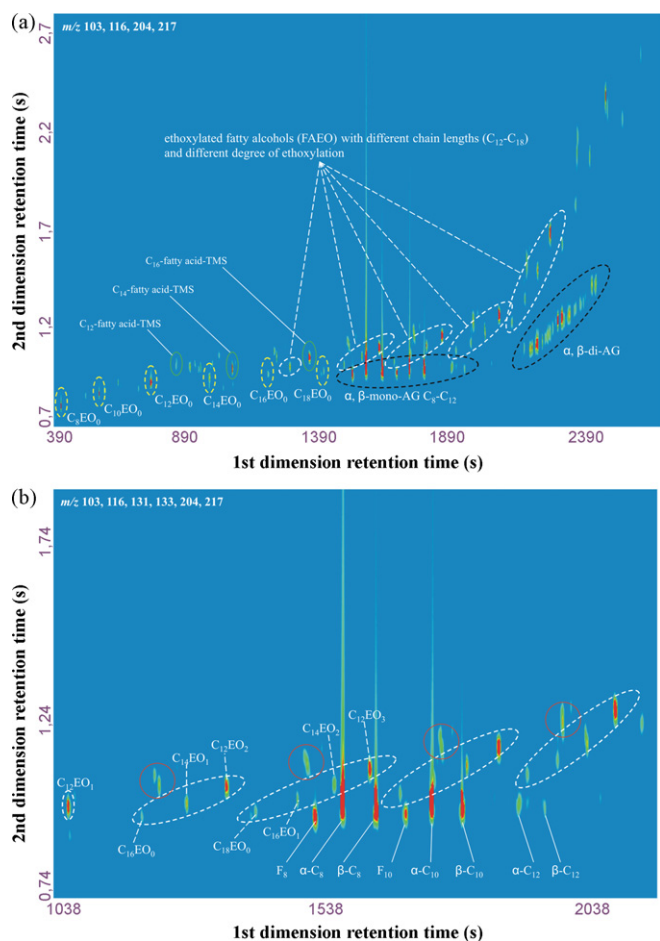 (a)
m/z 103, 116, 204, 217
2nd dimension retention time (s)
2,7
2,2
1,7
1,2
0,7
ethoxylated fatty alcohols (FAEO) with different chain lengths (C₁₂-C₁₈)
and different degree of ethoxylation
C₁₆-fatty acid-TMS
C₁₄-fatty acid-TMS
C₁₂-fatty acid-TMS
α, β-di-AG
C₈EO₀
C₁₀EO₀
C₁₂EO₀
C₁₄EO₀
C₁₆EO₀
C₁₈EO₀
α, β-mono-AG C₈-C₁₂
390
890
1390
1890
2390
1st dimension retention time (s)
(b)
m/z 103, 116, 131, 133, 204, 217
2nd dimension retention time (s)
1,74
1,24
0,74
C₁₂EO₁
C₁₄EO₁
C₁₂EO₂
C₁₄EO₂
C₁₂EO₃
C₁₆EO₀
C₁₈EO₀
C₁₆EO₁
F₈
α-C₈
β-C₈
F₁₀
α-C₁₀
β-C₁₀
α-C₁₂
β-C₁₂
1038
1538
2038
1st dimension retention time (s)